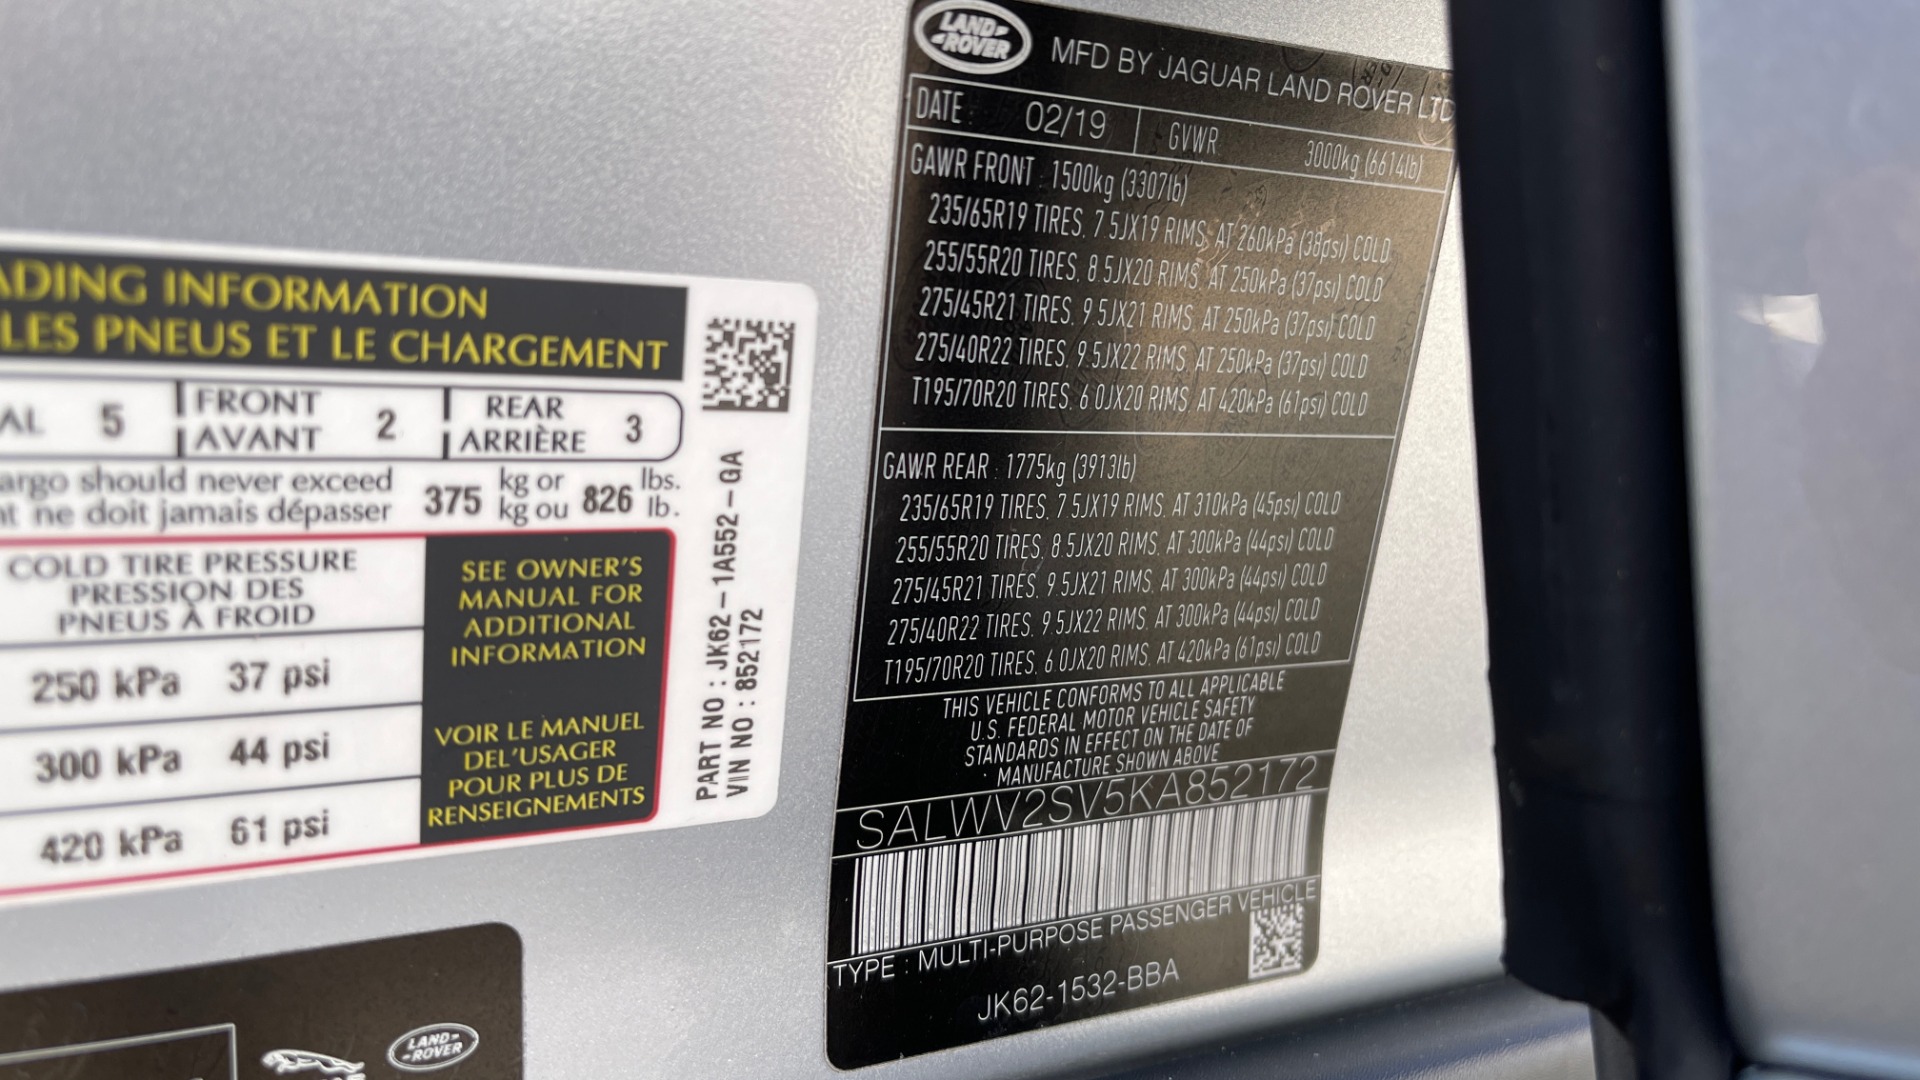 ADING INFORMATION
LES PNEUS ET LE CHARGEMENT
AL 5 FRONT AVANT 2 REAR ARRIÈRE 3
argo should never exceed 375 kg or 826 lbs.
nt ne doit jamais dépasser kg ou lb.
COLD TIRE PRESSURE
PRESSION DES
PNEUS À FROID
250 kPa 37 psi
300 kPa 44 psi
420 kPa 61 psi
SEE OWNER'S
MANUAL FOR
ADDITIONAL
INFORMATION
VOIR LE MANUEL
DEL'USAGER
POUR PLUS DE
RENSEIGNEMENTS
PART NO : JK62-1A552-GA
VIN NO : 852172
LAND-
-ROVER
LAND-
-ROVER
MFD BY JAGUAR LAND ROVER LTD
DATE : 02/19 GVWR 3000kg (6614lb)
GAWR FRONT : 1500kg (3307lb)
235/65R19 TIRES, 7.5JX19 RIMS, AT 260kPa (38psi) COLD
255/55R20 TIRES, 8.5JX20 RIMS, AT 250kPa (37psi) COLD
275/45R21 TIRES, 9.5JX21 RIMS, AT 250kPa (37psi) COLD
275/40R22 TIRES, 9.5JX22 RIMS, AT 250kPa (37psi) COLD
T195/70R20 TIRES, 6.0JX20 RIMS, AT 420kPa (61psi) COLD
GAWR REAR : 1775kg (3913lb)
235/65R19 TIRES, 7.5JX19 RIMS, AT 310kPa (45psi) COLD
255/55R20 TIRES, 8.5JX20 RIMS, AT 300kPa (44psi) COLD
275/45R21 TIRES, 9.5JX21 RIMS, AT 300kPa (44psi) COLD
275/40R22 TIRES, 9.5JX22 RIMS, AT 300kPa (44psi) COLD
T195/70R20 TIRES, 6.0JX20 RIMS, AT 420kPa (61psi) COLD
THIS VEHICLE CONFORMS TO ALL APPLICABLE
U.S. FEDERAL MOTOR VEHICLE SAFETY
STANDARDS IN EFFECT ON THE DATE OF
MANUFACTURE SHOWN ABOVE
SALWV2SV5KA852172
TYPE : MULTI-PURPOSE PASSENGER VEHICLE
JK62-1532-BBA